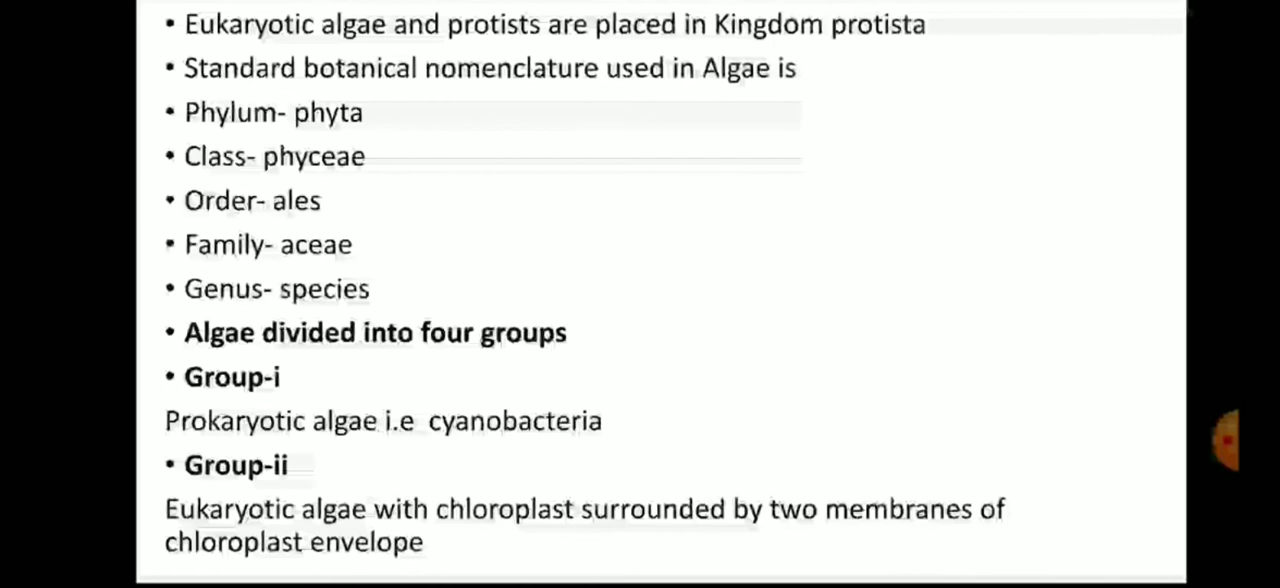 • Eukaryotic algae and protists are placed in Kingdom protista
• Standard botanical nomenclature used in Algae is
• Phylum- phyta
• Class- phyceae
• Order- ales
• Family- aceae
• Genus- species
• Algae divided into four groups
• Group-i
Prokaryotic algae i.e cyanobacteria
• Group-ii
Eukaryotic algae with chloroplast surrounded by two membranes of
chloroplast envelope